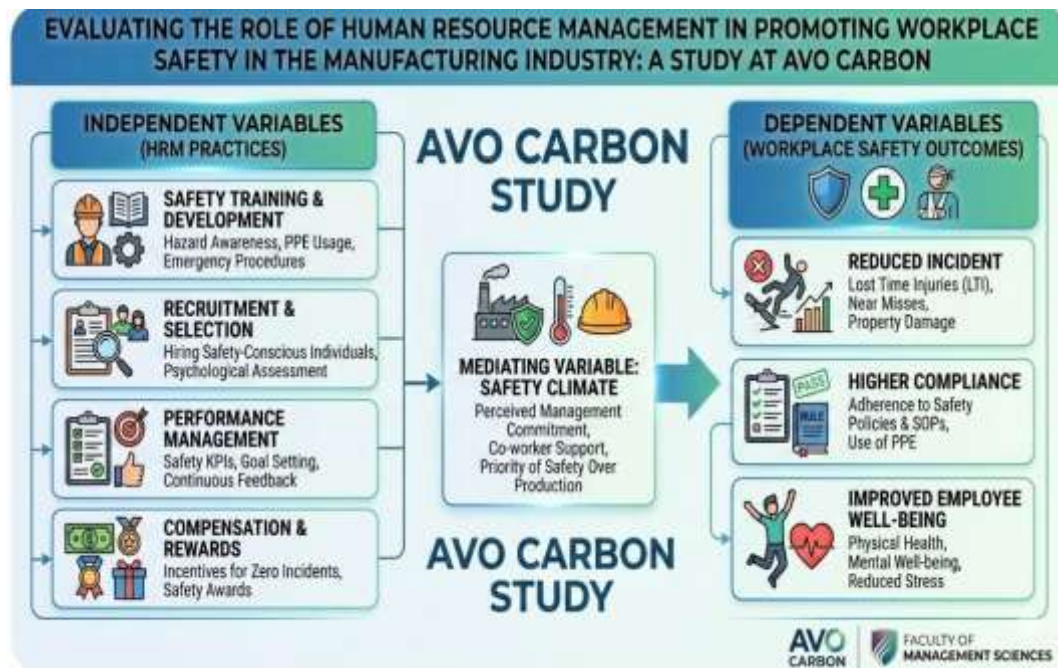 EVALUATING THE ROLE OF HUMAN RESOURCE MANAGEMENT IN PROMOTING WORKPLACE
SAFETY IN THE MANUFACTURING INDUSTRY: A STUDY AT AVO CARBON
INDEPENDENT VARIABLES
(HRM PRACTICES)
SAFETY TRAINING &
DEVELOPMENT
Hazard Awareness, PPE Usage,
Emergency Procedures
RECRUITMENT &
SELECTION
Hiring Safety-Conscious Individuals,
Psychological Assessment
PERFORMANCE
MANAGEMENT
Safety KPIs, Goal Setting,
Continuous Feedback
COMPENSATION &
REWARDS
Incentives for Zero Incidents,
Safety Awards
AVO CARBON
STUDY
MEDIATING VARIABLE:
SAFETY CLIMATE
Perceived Management
Commitment,
Co-worker Support,
Priority of Safety Over
Production
AVO CARBON
STUDY
DEPENDENT VARIABLES
(WORKPLACE SAFETY OUTCOMES)
REDUCED INCIDENT
Lost Time Injuries (LTI),
Near Misses,
Property Damage
PASS
RULE
HIGHER COMPLIANCE
Adherence to Safety
Policies & SOPs,
Use of PPE
IMPROVED EMPLOYEE
WELL-BEING
Physical Health,
Mental Well-being,
Reduced Stress
AVO
CARBON
FACULTY OF
MANAGEMENT SCIENCES